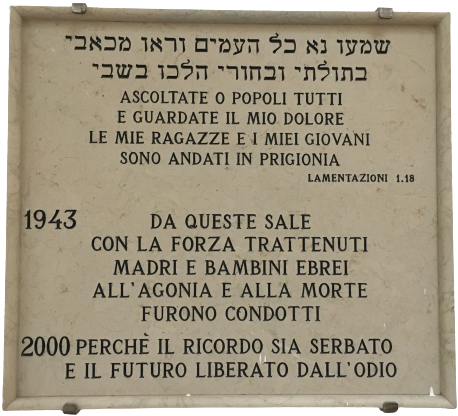 שמעו נא כל העמים וראו מכאבי
בתולתי ובחורי הלכו בשבי
ASCOLTATE O POPOLI TUTTI
E GUARDATE IL MIO DOLORE
LE MIE RAGAZZE E I MIEI GIOVANI
SONO ANDATI IN PRIGIONIA
LAMENTAZIONI 1.18
1943 DA QUESTE SALE
CON LA FORZA TRATTENUTI
MADRI E BAMBINI EBREI
ALL'AGONIA E ALLA MORTE
FURONO CONDOTTI
2000 PERCHÈ IL RICORDO SIA SERBATO
E IL FUTURO LIBERATO DALL'ODIO